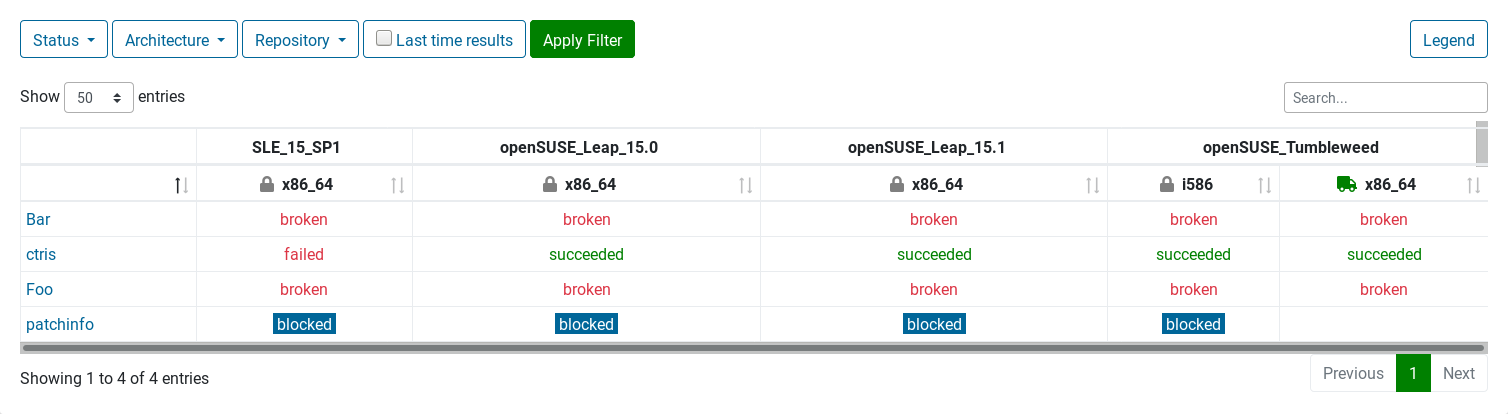 Status Architecture Repository Last time results Apply Filter Legend
Show 50 entries Search...
SLE_15_SP1 openSUSE_Leap_15.0 openSUSE_Leap_15.1 openSUSE_Tumbleweed
x86_64 x86_64 x86_64 i586 x86_64
Bar broken broken broken broken broken
ctris failed succeeded succeeded succeeded succeeded
Foo broken broken broken broken broken
patchinfo blocked blocked blocked blocked
Showing 1 to 4 of 4 entries Previous 1 Next